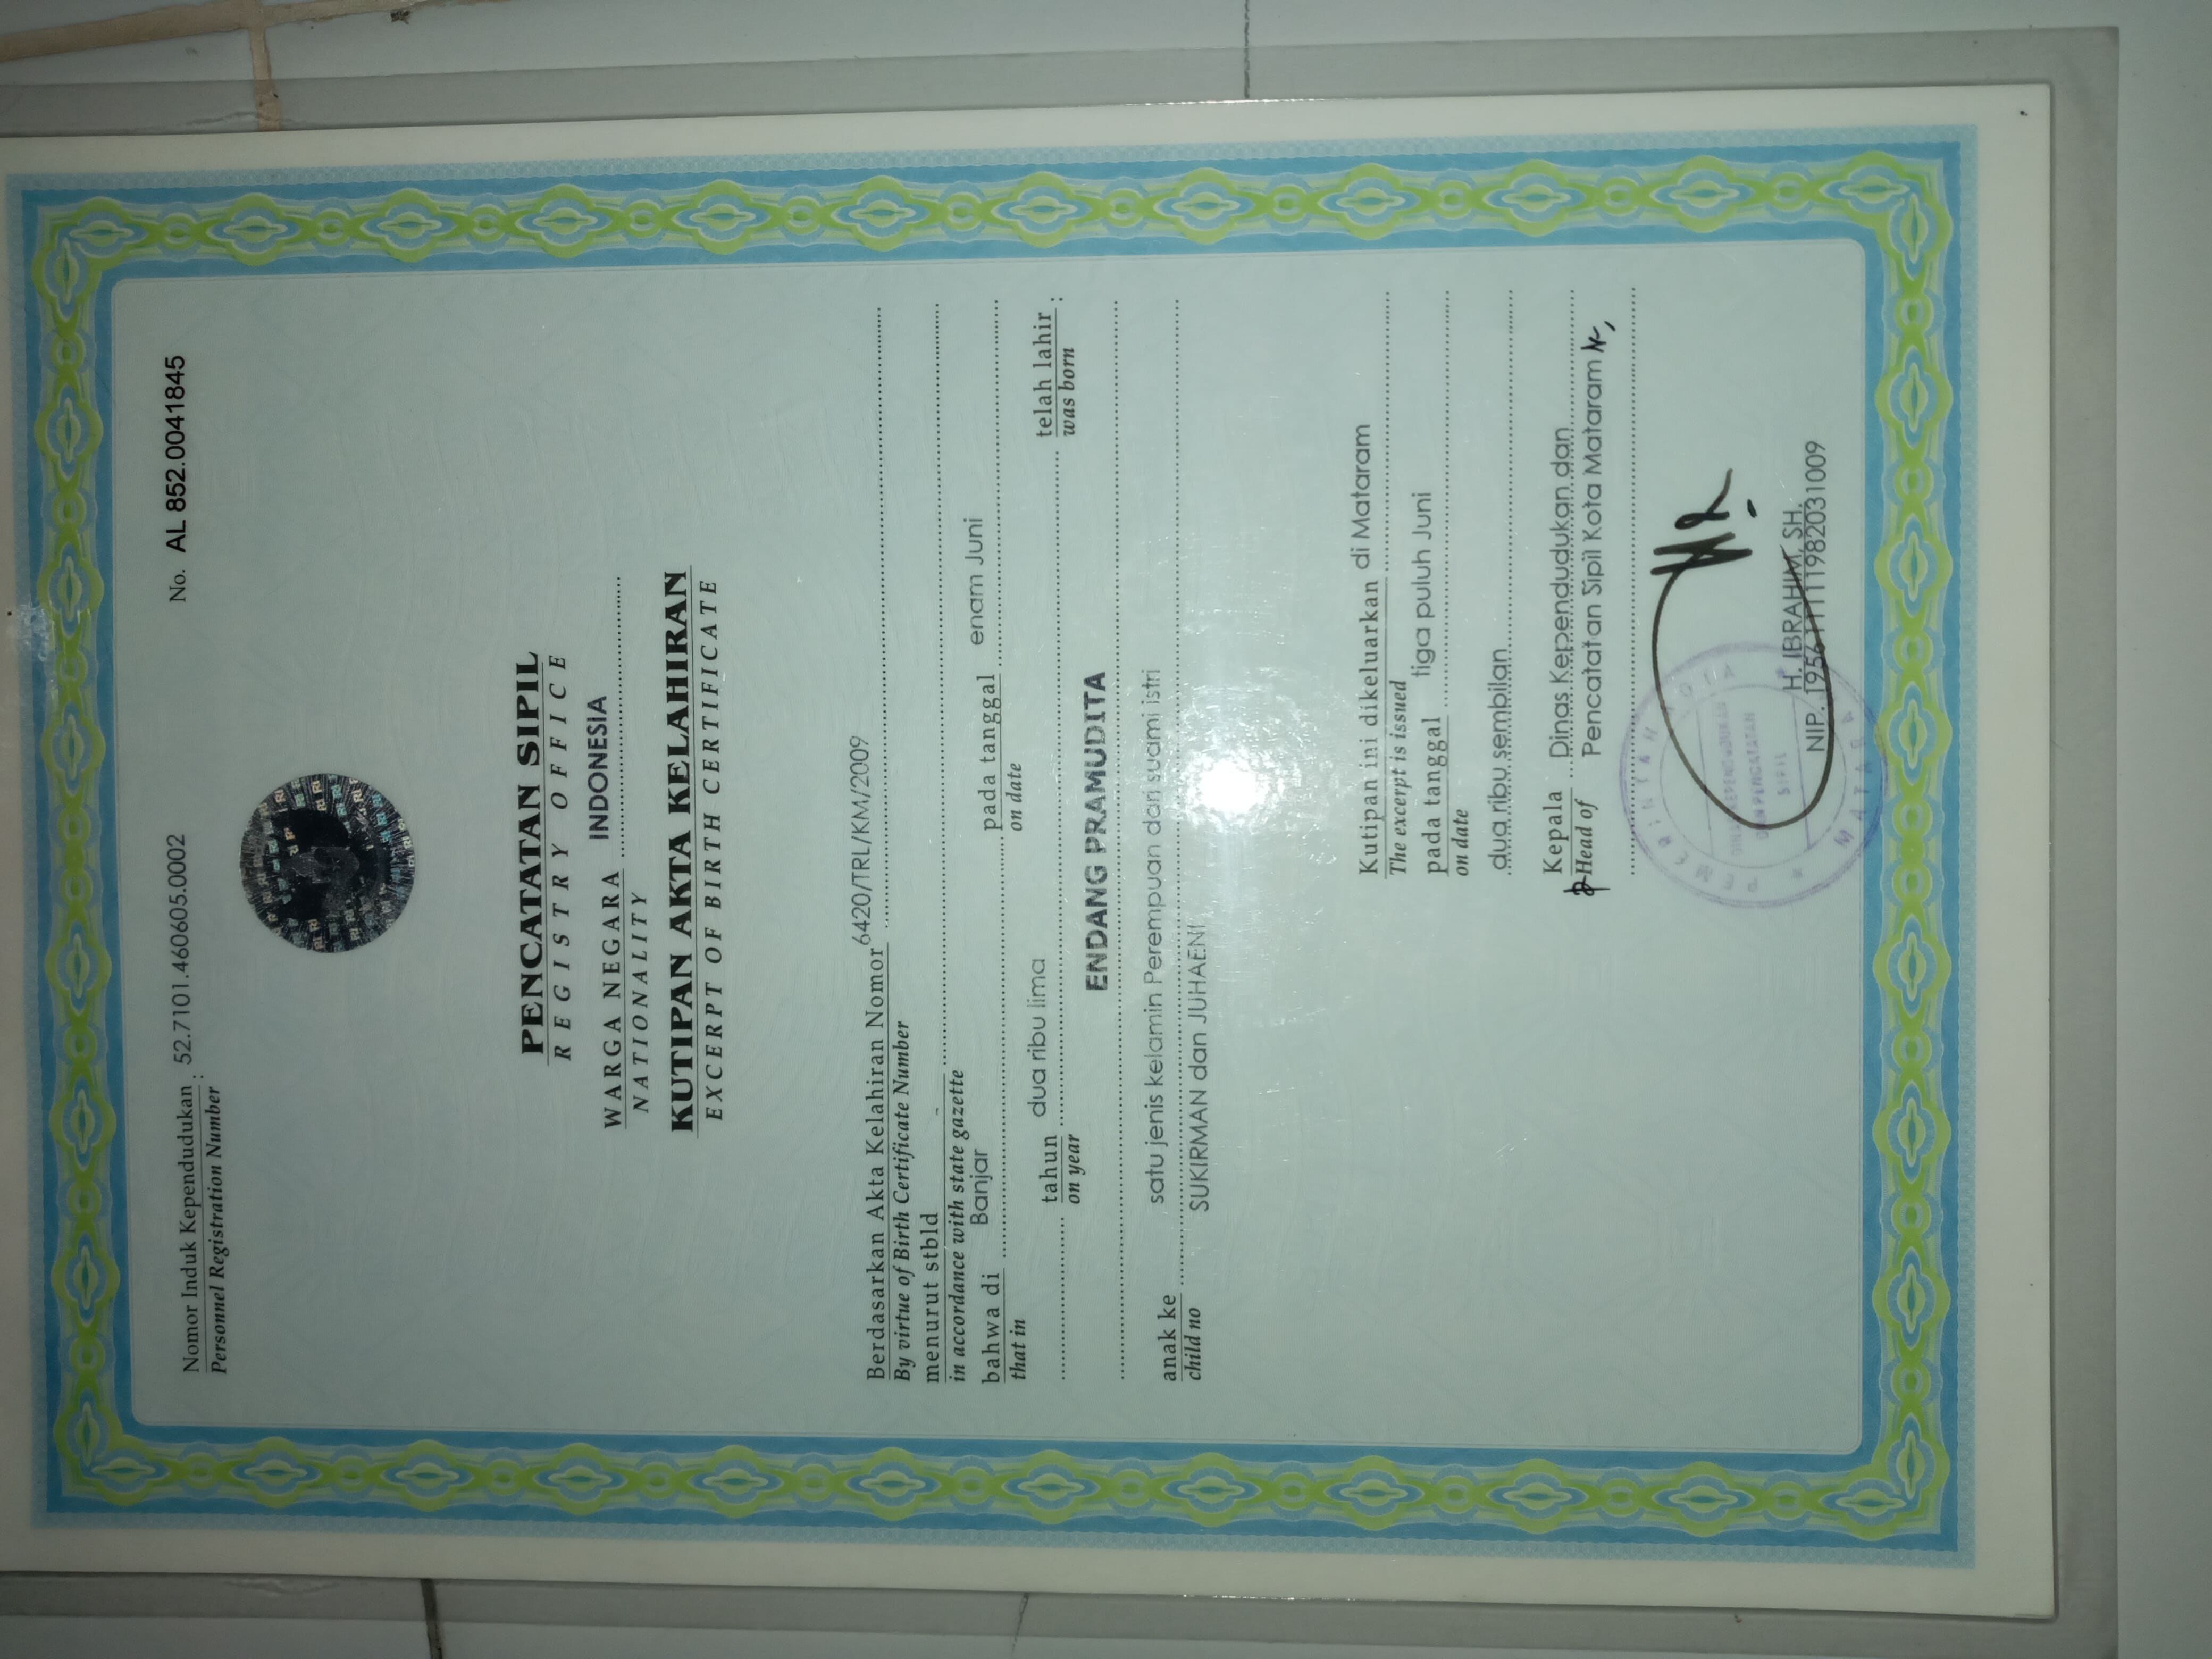 Nomor Induk Kependudukan : 52.7101.460605.0002 No. AL 852.0041845
Personnel Registration Number
PENCATATAN SIPIL
REGISTRY OFFICE
WARGA NEGARA INDONESIA
NATIONALITY
KUTIPAN AKTA KELAHIRAN
EXCERPT OF BIRTH CERTIFICATE
Berdasarkan Akta Kelahiran Nomor 6420/TRL/KM/2009
By virtue of Birth Certificate Number
menurut stbld
in accordance with state gazette
bahwa di Banjar pada tanggal enam Juni
that in on date
tahun dua ribu lima telah lahir :
on year was born
ENDANG PRAMUDITA
anak ke satu jenis kelamin Perempuan dari suami istri
child no SUKIRMAN dan JUHAENI
Kutipan ini dikeluarkan di Mataram
The excerpt is issued
pada tanggal tiga puluh Juni
on date
dua ribu sembilan
Kepala Dinas Kependudukan dan
Head of Pencatatan Sipil Kota Mataram
H. IBRAHIM, SH.
NIP. 195611111982031009